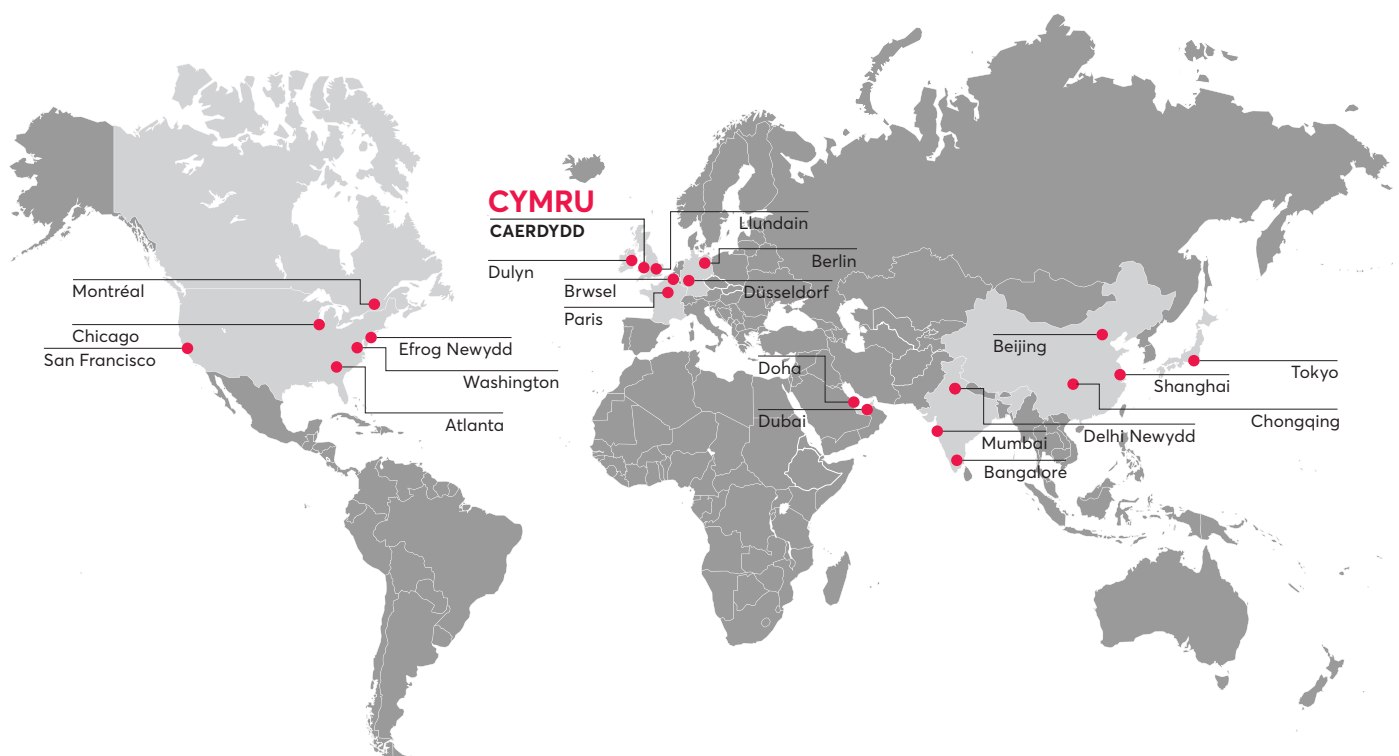 CYMRU
CAERDYDD
Llundain
Dulyn
Berlin
Brwsel
Düsseldorf
Paris
Montréal
Chicago
San Francisco
Efrog Newydd
Washington
Atlanta
Doha
Dubai
Beijing
Shanghai
Tokyo
Chongqing
Mumbai
Delhi Newydd
Bangalore